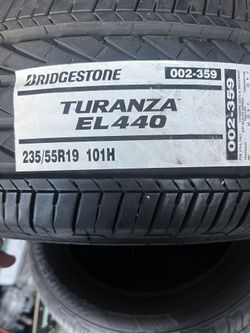 BRIDGESTONE
002-359
TURANZA
EL440
235/55R19 101H
002-359